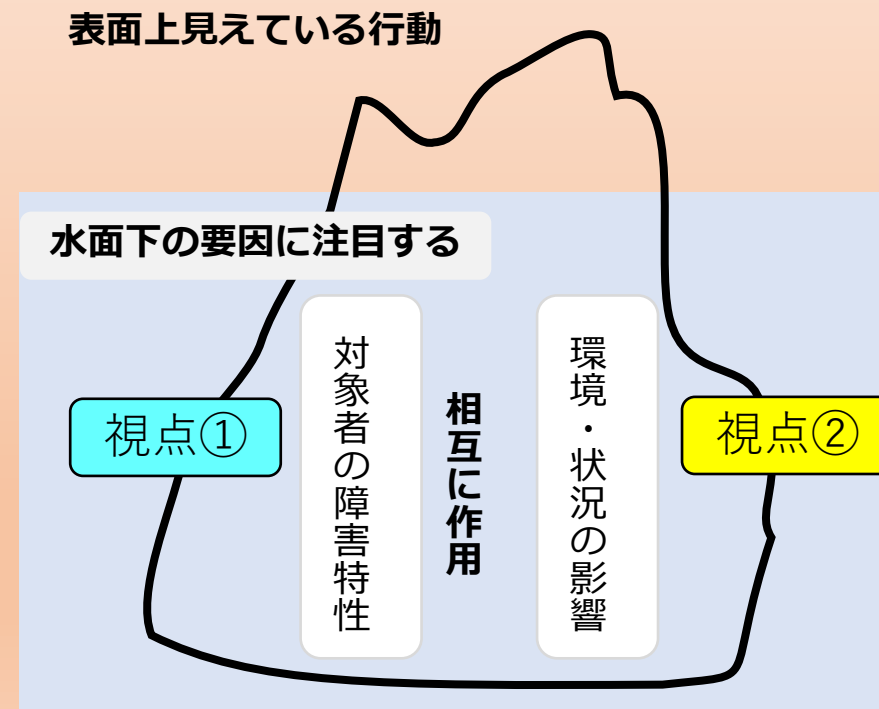 表面上見えている行動
水面下の要因に注目する
視点①
対象者の障害特性
相互に作用
環境・状況の影響
視点②